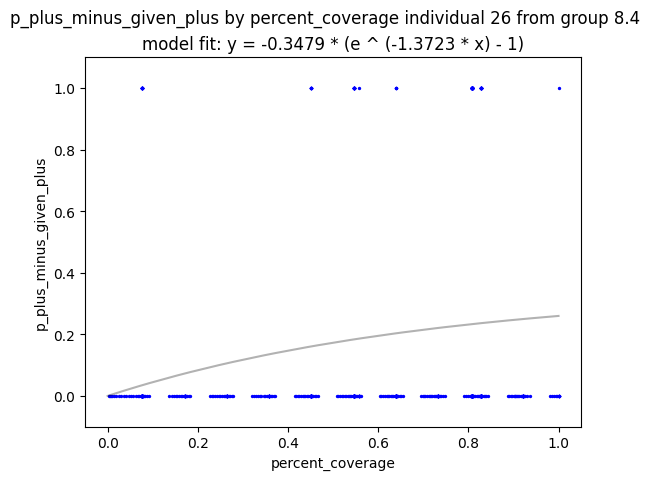 p_plus_minus_given_plus by percent_coverage individual 26 from group 8.4
model fit: y = -0.3479 * (e ^ (-1.3723 * x) - 1)
1.0
0.8
0.6
0.4
0.2
0.0
p_plus_minus_given_plus
0.0 0.2 0.4 0.6 0.8 1.0
percent_coverage